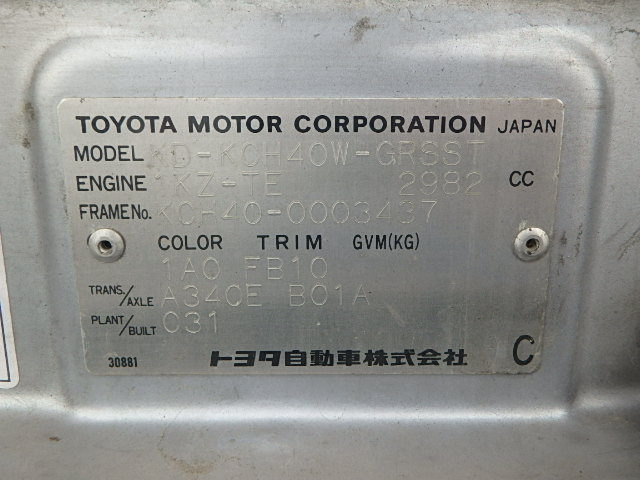 TOYOTA MOTOR CORPORATION JAPAN
MODEL KD-KCH40W-GRSST
ENGINE 1KZ-TE 2982 CC
FRAME No. KCH40-0003437
COLOR TRIM GVM(KG)
1A0 FB10
TRANS./AXLE A340E B01A
PLANT/BUILT C31
30881 トヨタ自動車株式会社 C